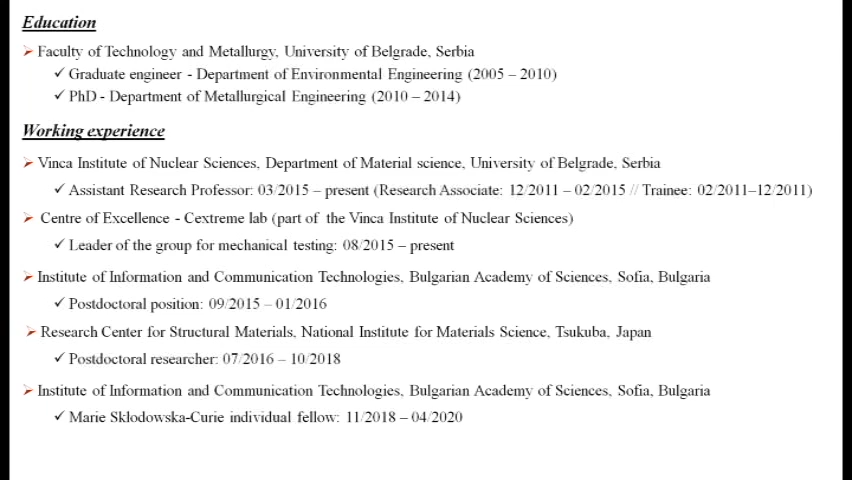 Education
➢ Faculty of Technology and Metallurgy, University of Belgrade, Serbia
✓ Graduate engineer - Department of Environmental Engineering (2005 – 2010)
✓ PhD - Department of Metallurgical Engineering (2010 – 2014)
Working experience
➢ Vinca Institute of Nuclear Sciences, Department of Material science, University of Belgrade, Serbia
✓ Assistant Research Professor: 03/2015 – present (Research Associate: 12/2011 – 02/2015 // Trainee: 02/2011–12/2011)
➢ Centre of Excellence - Cextreme lab (part of the Vinca Institute of Nuclear Sciences)
✓ Leader of the group for mechanical testing: 08/2015 – present
➢ Institute of Information and Communication Technologies, Bulgarian Academy of Sciences, Sofia, Bulgaria
✓ Postdoctoral position: 09/2015 – 01/2016
➢ Research Center for Structural Materials, National Institute for Materials Science, Tsukuba, Japan
✓ Postdoctoral researcher: 07/2016 – 10/2018
➢ Institute of Information and Communication Technologies, Bulgarian Academy of Sciences, Sofia, Bulgaria
✓ Marie Skłodowska-Curie individual fellow: 11/2018 – 04/2020